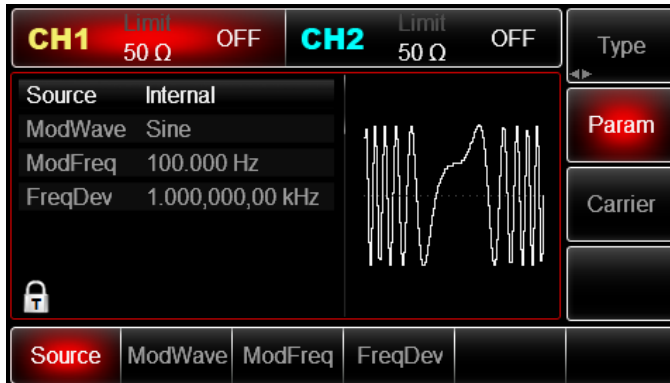 CH1 Limit 50 Ω OFF CH2 Limit 50 Ω OFF
Type
Source Internal
ModWave Sine
ModFreq 100.000 Hz
FreqDev 1.000,000,00 kHz
T
Param
Carrier
Source ModWave ModFreq FreqDev